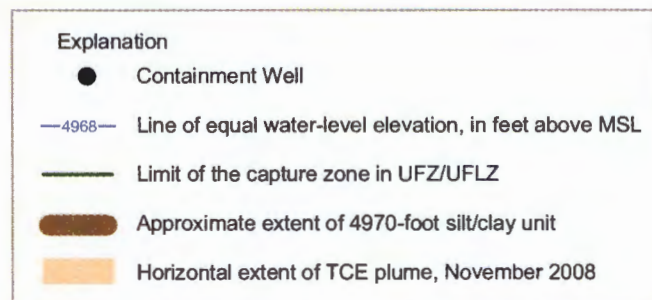 Explanation
Containment Well
4968 Line of equal water-level elevation, in feet above MSL
Limit of the capture zone in UFZ/UFLZ
Approximate extent of 4970-foot silt/clay unit
Horizontal extent of TCE plume, November 2008